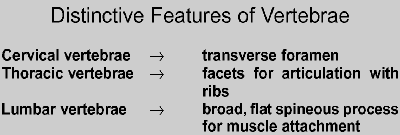 Distinctive Features of Vertebrae
Cervical vertebrae → transverse foramen
Thoracic vertebrae → facets for articulation with
ribs
Lumbar vertebrae → broad, flat spineous process
for muscle attachment